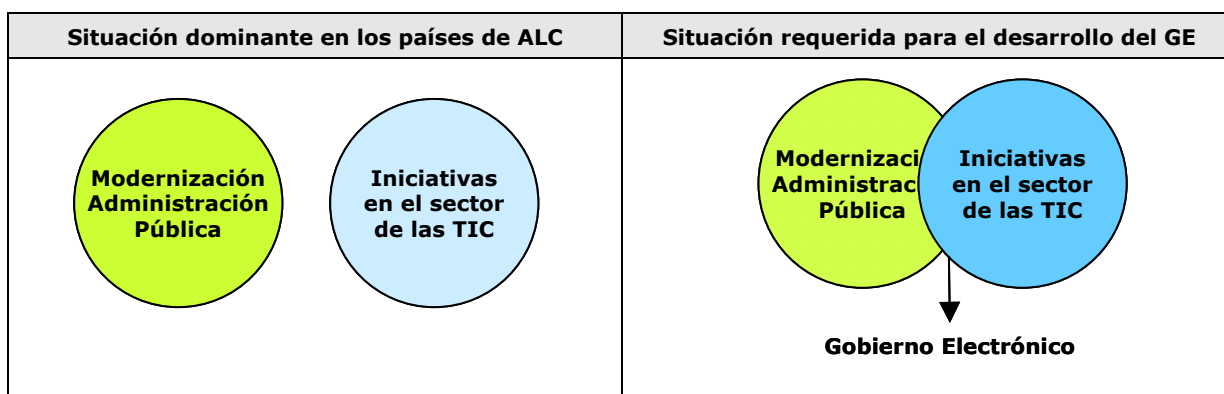 Situación dominante en los países de ALC
Situación requerida para el desarrollo del GE
Modernización
Administración
Pública
Iniciativas
en el sector
de las TIC
Modernizaci
Administrac
Pública
Iniciativas
en el sector
de las TIC
Gobierno Electrónico